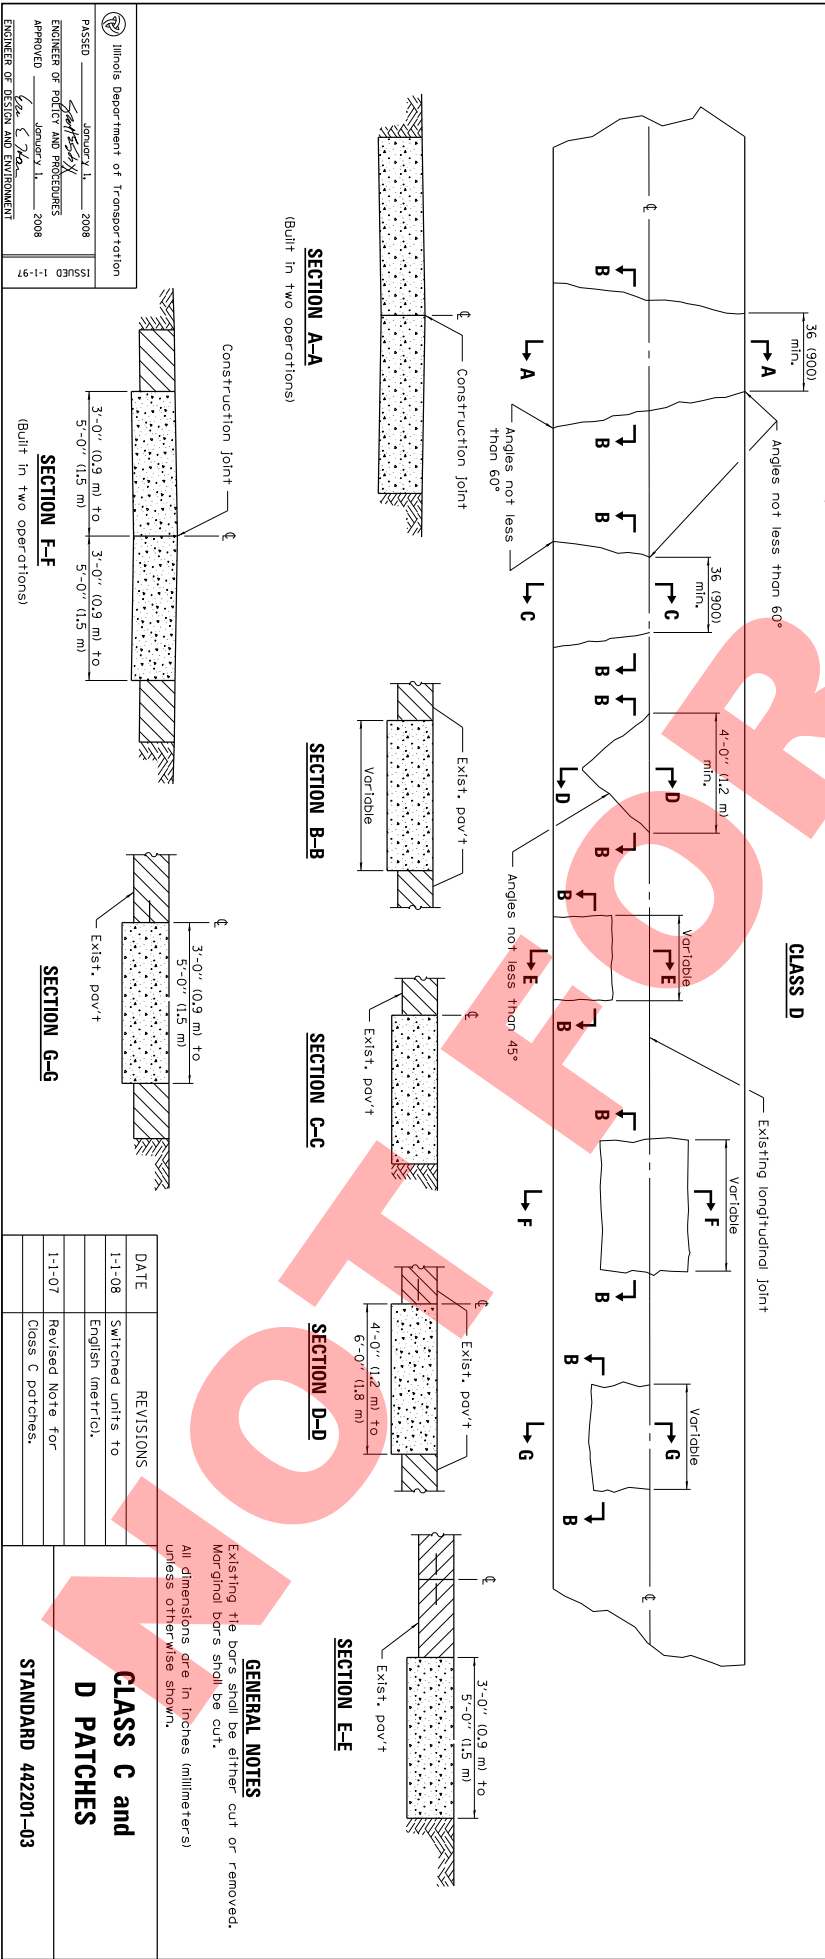 CLASS D
36 (900)
min.
A
Angles not less than 60°
36 (900)
min.
C
4'-0" (1.2 m)
min.
D
Variable
E
Existing longitudinal joint
Variable
F
Variable
G
℄
℄
B
B
B
B
B
B
B
B
B
B
B
B
A
Angles not less
than 60°
C
D
Angles not less than 45°
E
F
G
℄
Construction joint
SECTION A–A
(Built in two operations)
Exist. pav't
Variable
SECTION B–B
℄
Exist. pav't
SECTION C–C
℄
Exist. pav't
4'-0" (1.2 m) to
6'-0" (1.8 m)
SECTION D–D
℄
3'-0" (0.9 m) to
5'-0" (1.5 m)
Exist. pav't
SECTION E–E
Construction joint
℄
3'-0" (0.9 m) to
5'-0" (1.5 m)
3'-0" (0.9 m) to
5'-0" (1.5 m)
SECTION F–F
(Built in two operations)
℄
3'-0" (0.9 m) to
5'-0" (1.5 m)
Exist. pav't
SECTION G–G
GENERAL NOTES
Existing tie bars shall be either cut or removed.
Marginal bars shall be cut.
All dimensions are in inches (millimeters)
unless otherwise shown.
Illinois Department of Transportation
PASSED January 1, 2008
ENGINEER OF POLICY AND PROCEDURES
APPROVED January 1, 2008
ENGINEER OF DESIGN AND ENVIRONMENT
ISSUED 1-1-97
DATE REVISIONS
1-1-08 Switched units to
English (metric).
1-1-07 Revised Note for
Class C patches.
CLASS C and
D PATCHES
STANDARD 442201–03
NOT FOR